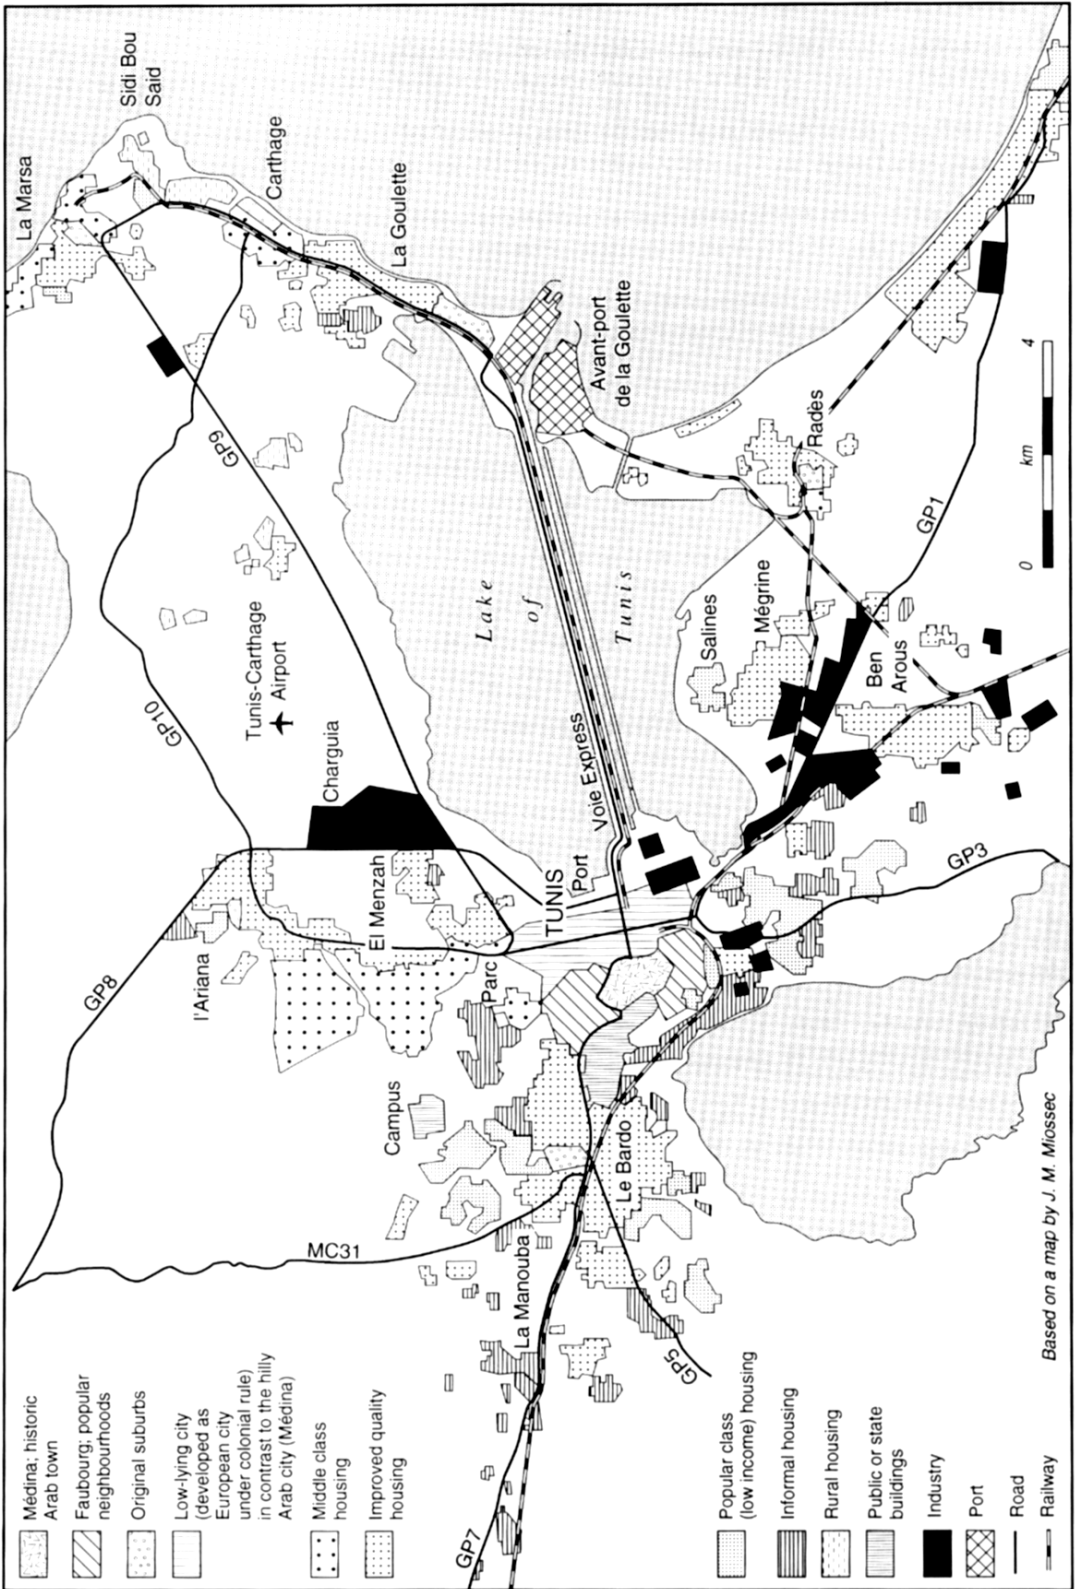 Sidi Bou
Said
La Marsa
Carthage
La Goulette
Avant-port
de la Goulette
GP9
Radès
GP1
4
km
0
Lake
of
Tunis
Mégrine
Salines
Ben
Arous
Tunis-Carthage
Airport
GP10
Charguia
Voie Express
Port
TUNIS
GP3
El Menzah
l'Ariana
Parc
GP8
Campus
Le Bardo
MC31
La Manouba
GP5
GP7
Based on a map by J. M. Miossec
Médina; historic
Arab town
Faubourg; popular
neighbourhoods
Original suburbs
Low-lying city
(developed as
European city
under colonial rule)
in contrast to the hilly
Arab city (Médina)
Middle class
housing
Improved quality
housing
Popular class
(low income) housing
Informal housing
Rural housing
Public or state
buildings
Industry
Port
Road
Railway